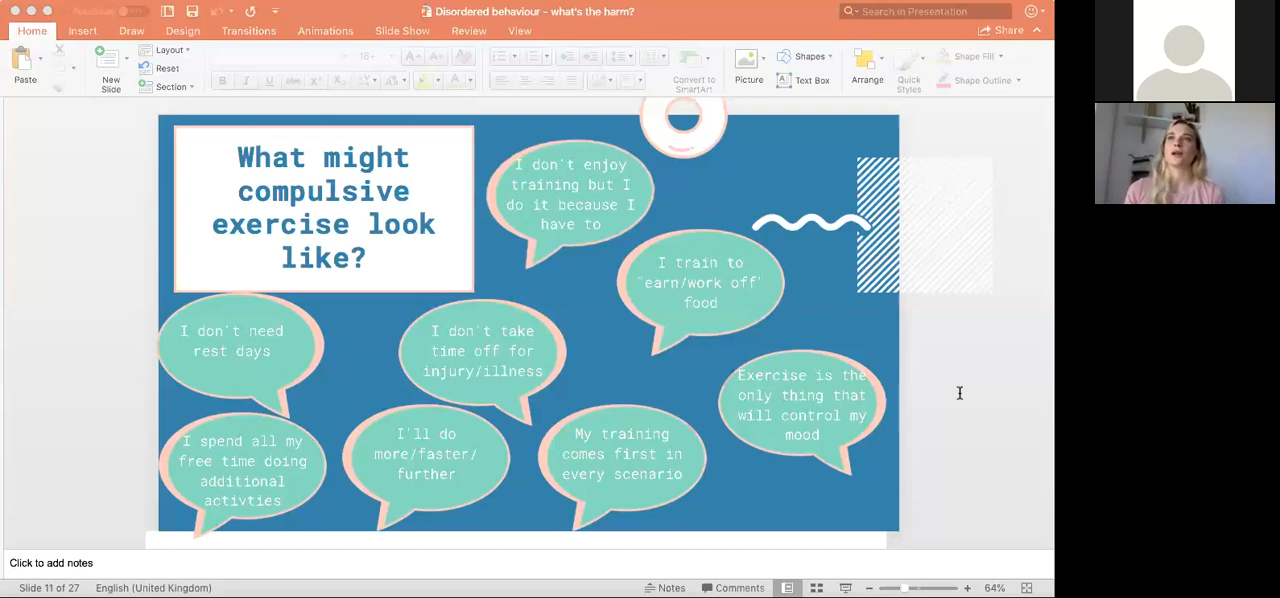 Disordered behaviour - what's the harm?
Search in Presentation
Home Insert Draw Design Transitions Animations Slide Show Review View Share
Paste
New
Slide
Layout
Reset
Section
18
B I U abc X² X₂
Convert to
SmartArt
Picture
Shapes
Text Box
Arrange
Quick
Styles
Shape Fill
Shape Outline
What might
compulsive
exercise look
like?
I don't enjoy
training but I
do it because I
have to
I train to
"earn/work off"
food
I don't need
rest days
I don't take
time off for
injury/illness
Exercise is the
only thing that
will control my
mood
I spend all my
free time doing
additional
activties
I'll do
more/faster/
further
My training
comes first in
every scenario
Click to add notes
Slide 11 of 27 English (United Kingdom) Notes Comments 64%